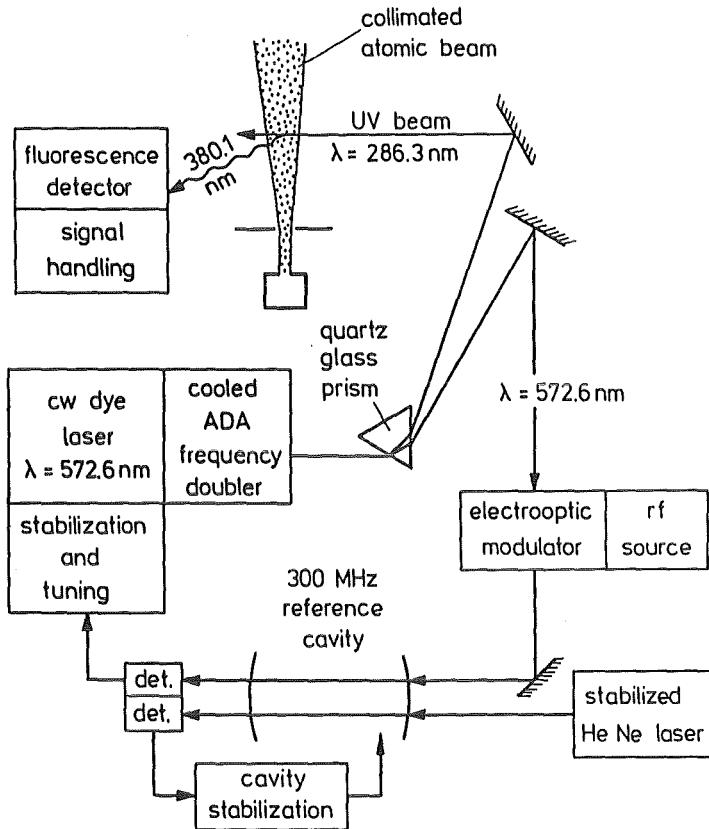 collimated
atomic beam
UV beam
λ = 286.3 nm
380.1
nm
fluorescence
detector
signal
handling
quartz
glass
prism
λ = 572.6 nm
cw dye
laser
λ = 572.6 nm
cooled
ADA
frequency
doubler
stabilization
and
tuning
electrooptic
modulator
rf
source
300 MHz
reference
cavity
det.
det.
stabilized
He Ne laser
cavity
stabilization